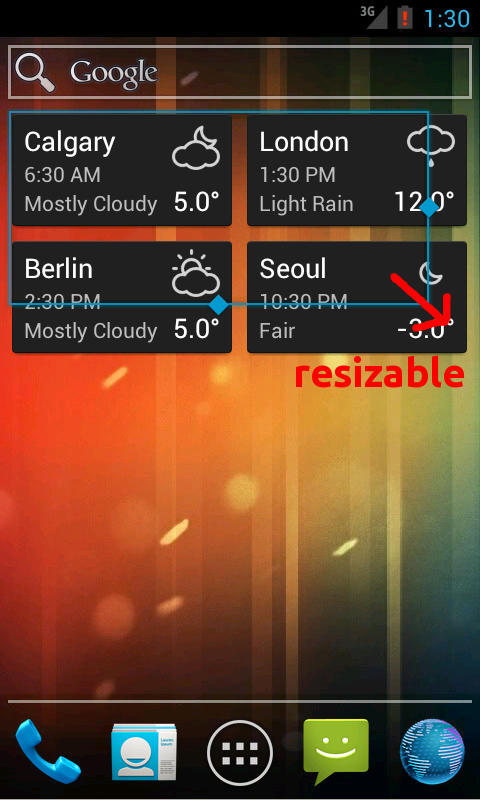 3G 1:30
Google
Calgary
6:30 AM
Mostly Cloudy 5.0°
London
1:30 PM
Light Rain 12.0°
Berlin
2:30 PM
Mostly Cloudy 5.0°
Seoul
10:30 PM
Fair -3.0°
resizable